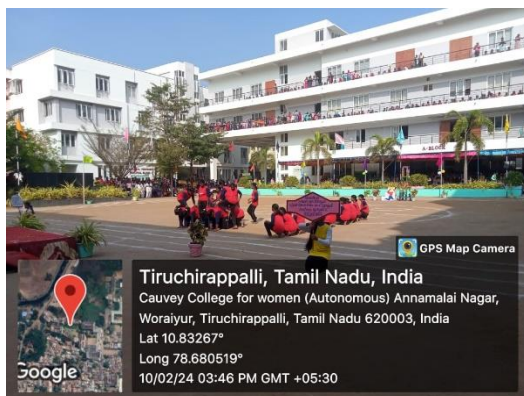 A-BLOCK
GPS Map Camera
Tiruchirappalli, Tamil Nadu, India
Cauvey College for women (Autonomous) Annamalai Nagar,
Woraiyur, Tiruchirappalli, Tamil Nadu 620003, India
Lat 10.83267°
Long 78.680519°
10/02/24 03:46 PM GMT +05:30
Google